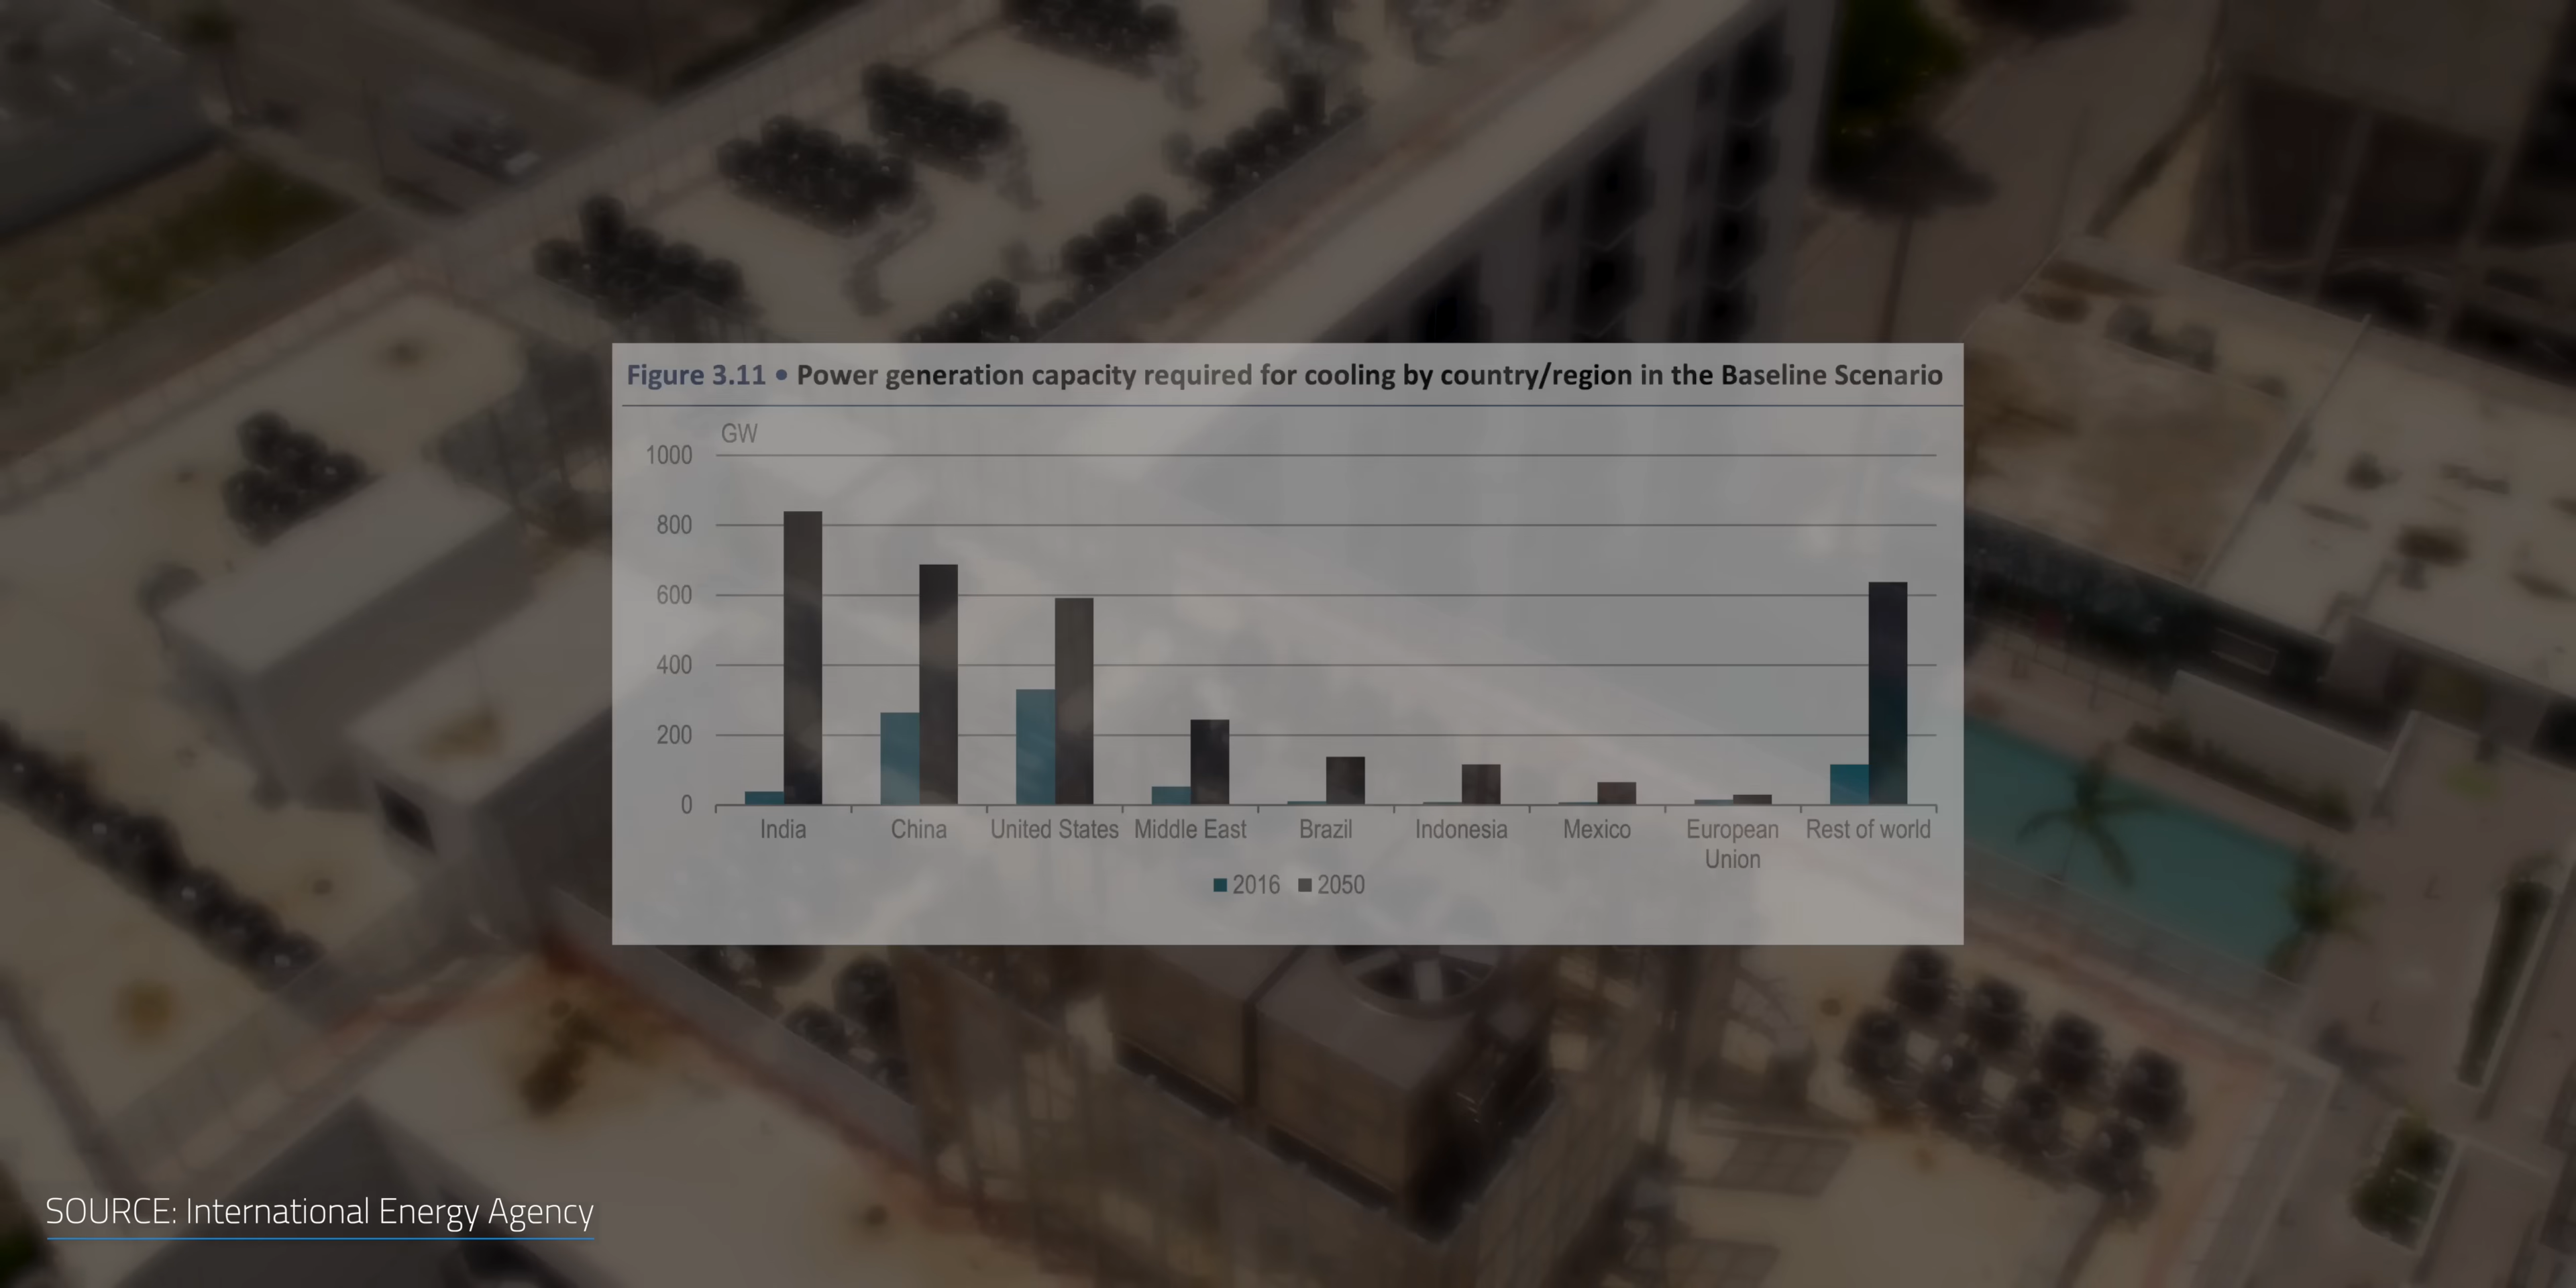 Figure 3.11 • Power generation capacity required for cooling by country/region in the Baseline Scenario
GW
1000
800
600
400
200
0
India China United States Middle East Brazil Indonesia Mexico European Union Rest of world
2016 2050
SOURCE: International Energy Agency